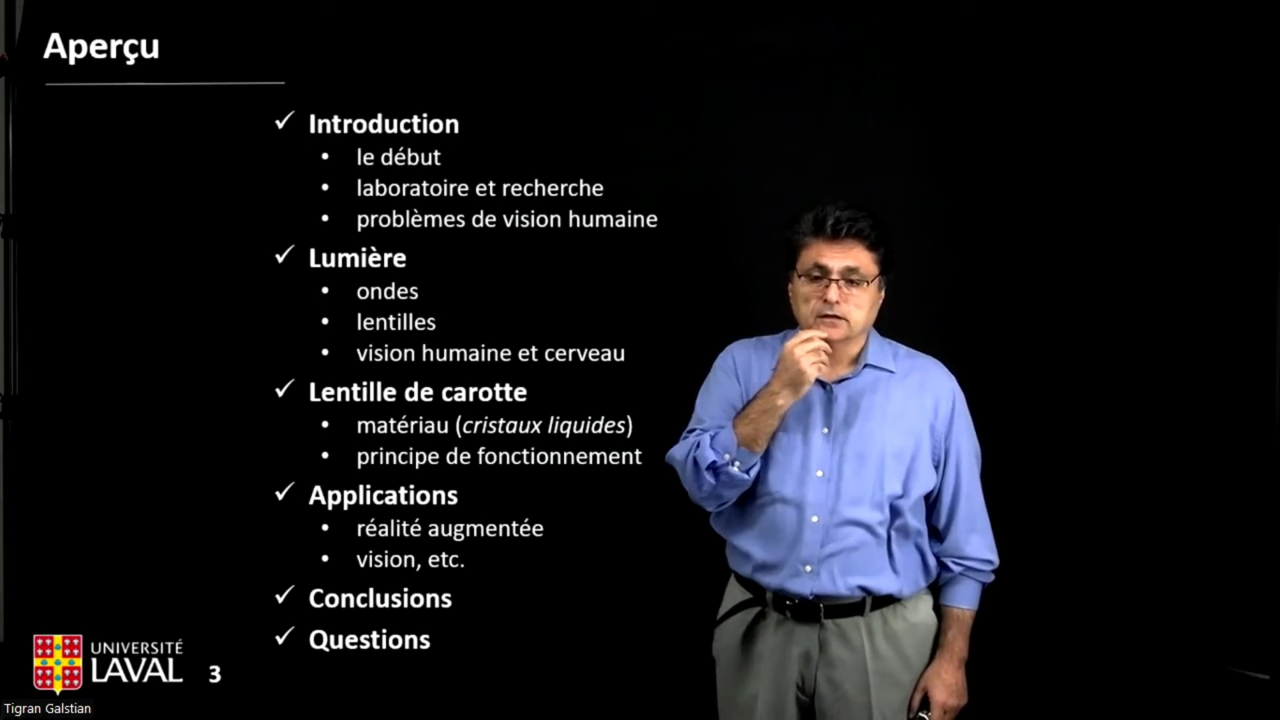 Aperçu
✓ Introduction
• le début
• laboratoire et recherche
• problèmes de vision humaine
✓ Lumière
• ondes
• lentilles
• vision humaine et cerveau
✓ Lentille de carotte
• matériau (cristaux liquides)
• principe de fonctionnement
✓ Applications
• réalité augmentée
• vision, etc.
✓ Conclusions
✓ Questions
UNIVERSITÉ
LAVAL
3
Tigran Galstian